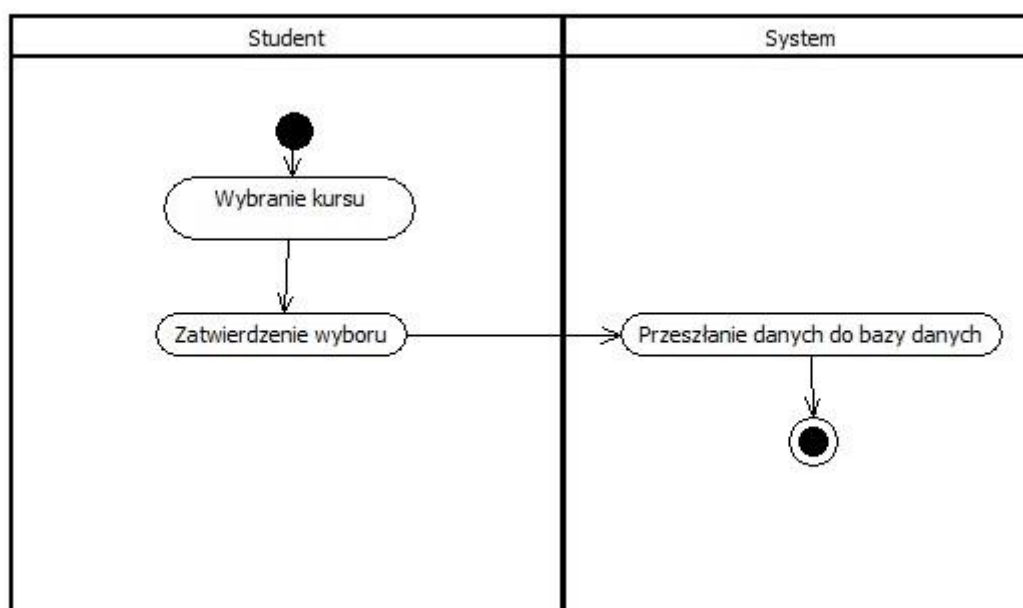 Student
System
Wybranie kursu
Zatwierdzenie wyboru
Przeszłanie danych do bazy danych